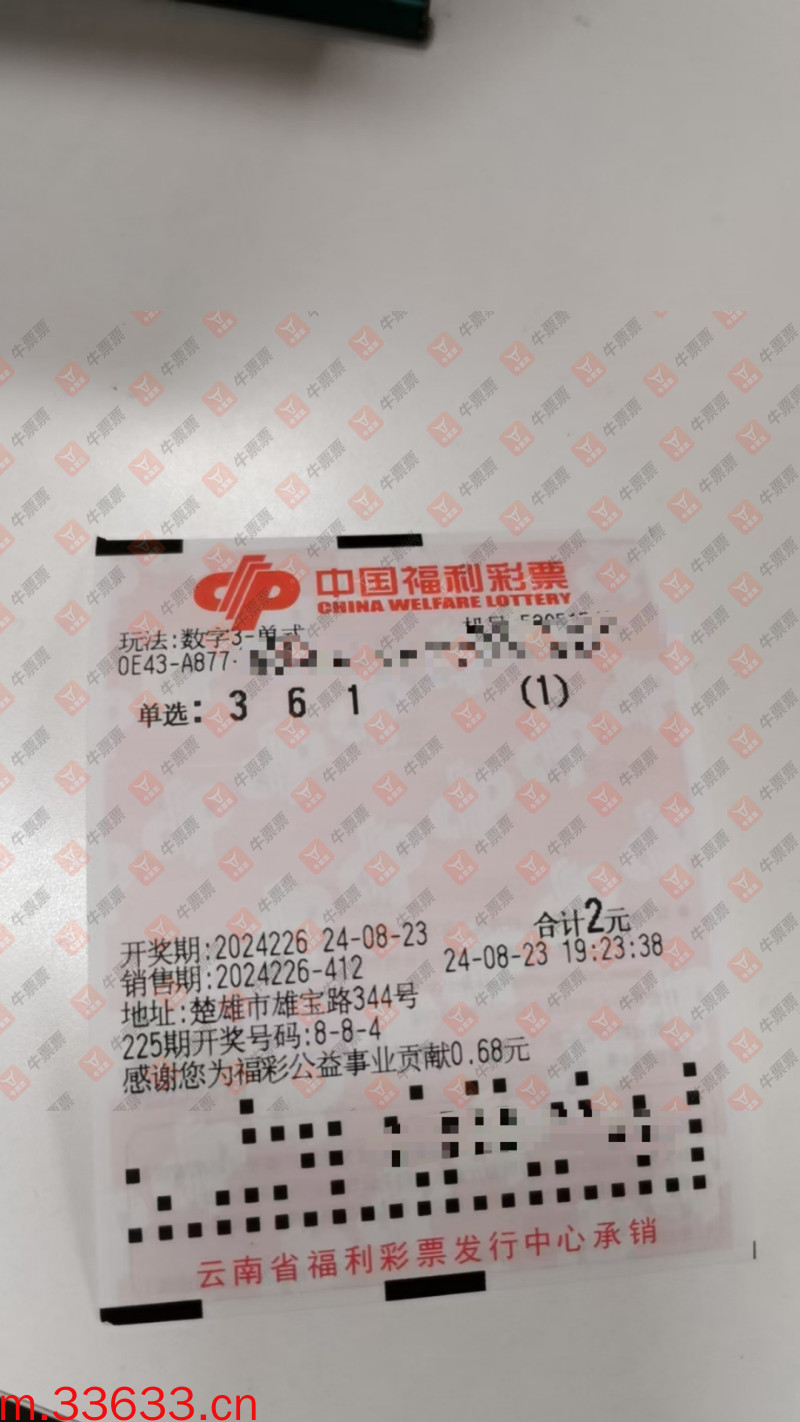 中国福利彩票
CHINA WELFARE LOTTERY
玩法:数字3-单式
0E43-A877
单选: 3 6 1 (1)
合计2元
开奖期:2024226 24-08-23
销售期:2024226-412 24-08-23 19:23:38
地址:楚雄市雄宝路344号
225期开奖号码:8-8-4
感谢您为福彩公益事业贡献0.68元
云南省福利彩票发行中心承销
牛票票
m.33633.cn